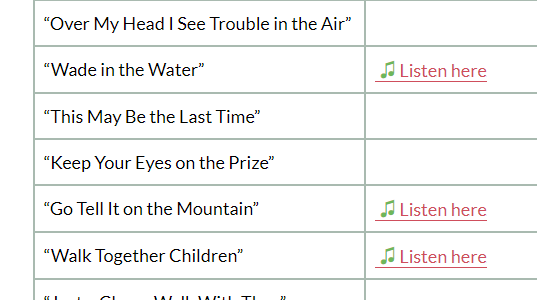 “Over My Head I See Trouble in the Air”
“Wade in the Water” Listen here
“This May Be the Last Time”
“Keep Your Eyes on the Prize”
“Go Tell It on the Mountain” Listen here
“Walk Together Children” Listen here